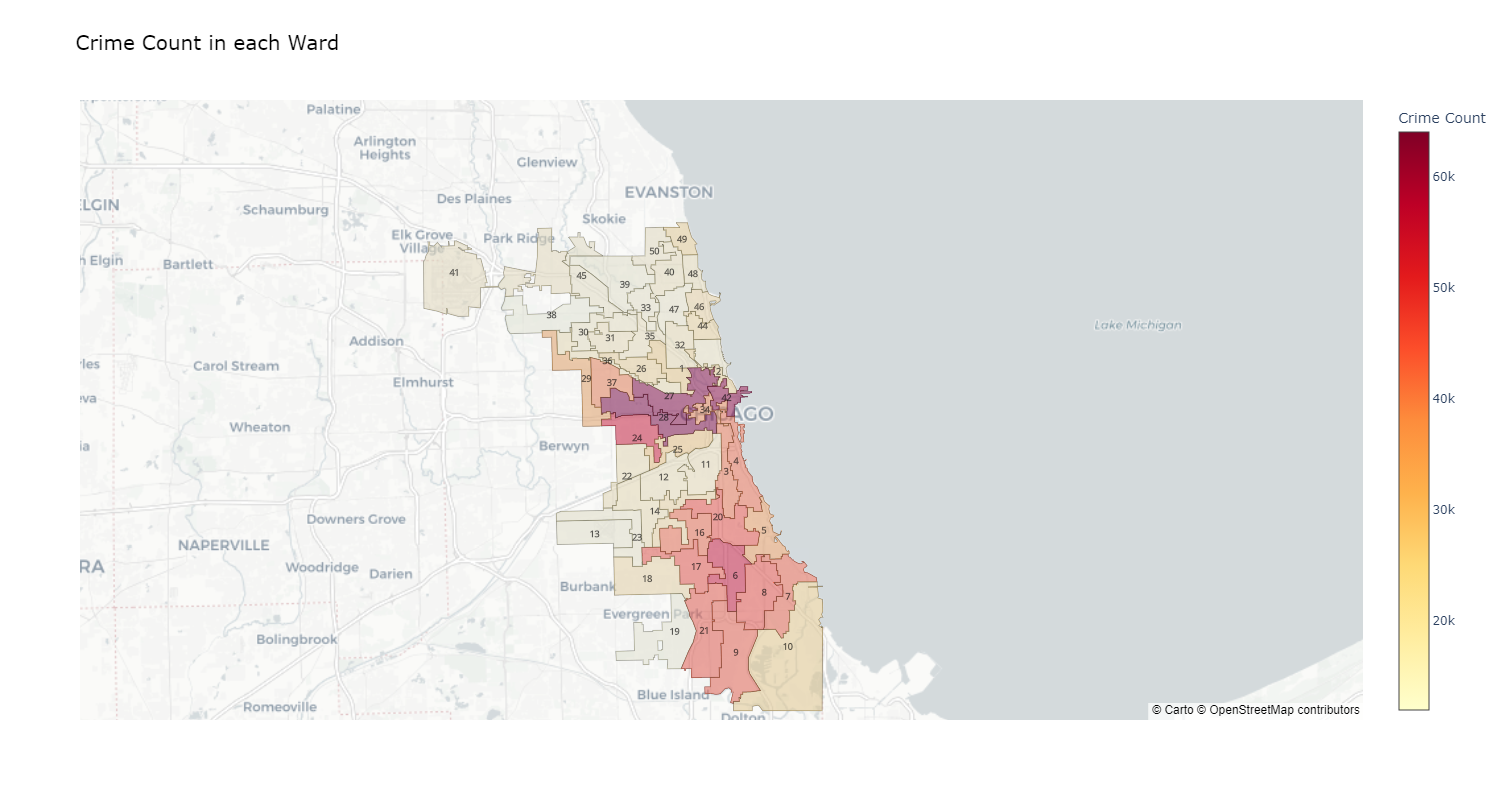 Crime Count in each Ward
Palatine
Arlington
Heights
Glenview
EVANSTON
Des Plaines
Skokie
LGIN
Schaumburg
Elk Grove
Village
Park Ridge
h Elgin
Bartlett
49
50
41
45
40
48
39
46
33
47
38
44
30
31
35
32
Addison
Carol Stream
les
Elmhurst
36
26
1
29
37
27
42
eva
28
34
AGO
Wheaton
24
Berwyn
ia
25
4
11
3
22
12
14
20
Downers Grove
13
23
16
5
NAPERVILLE
RA
Woodridge
Darien
17
6
18
Burbank
8
7
Evergreen Park
19
21
Bolingbrook
10
9
Blue Island
Romeoville
Dolton
Lake Michigan
© Carto © OpenStreetMap contributors
Crime Count
60k
50k
40k
30k
20k